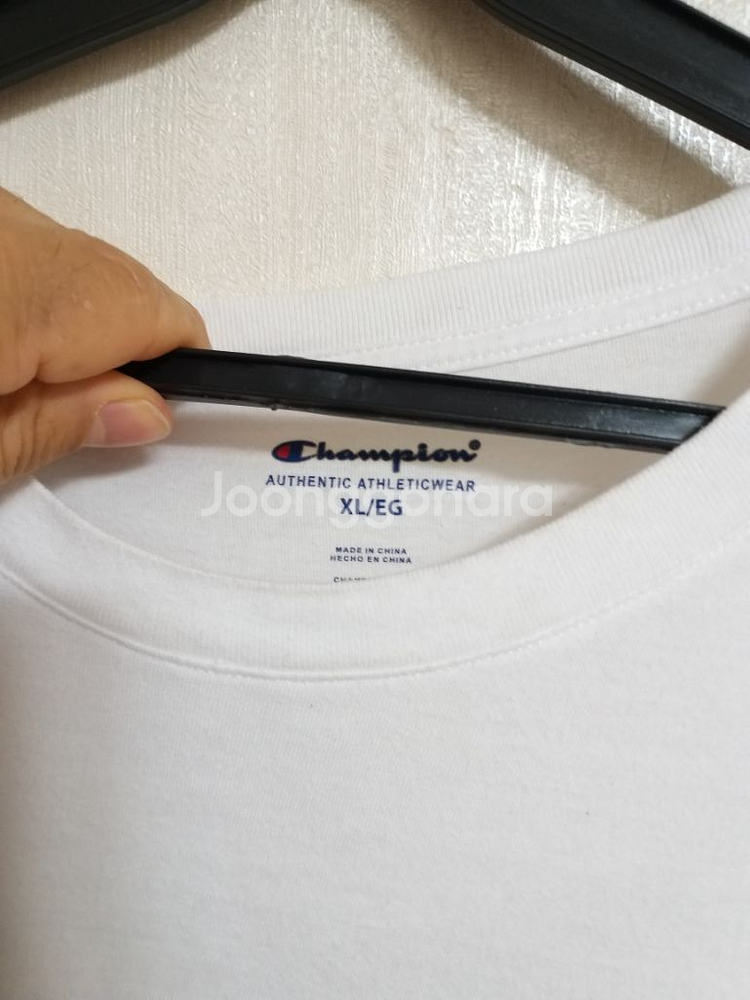 Champion
AUTHENTIC ATHLETICWEAR
XL/EG
Joonggonara
MADE IN CHINA
HECHO EN CHINA